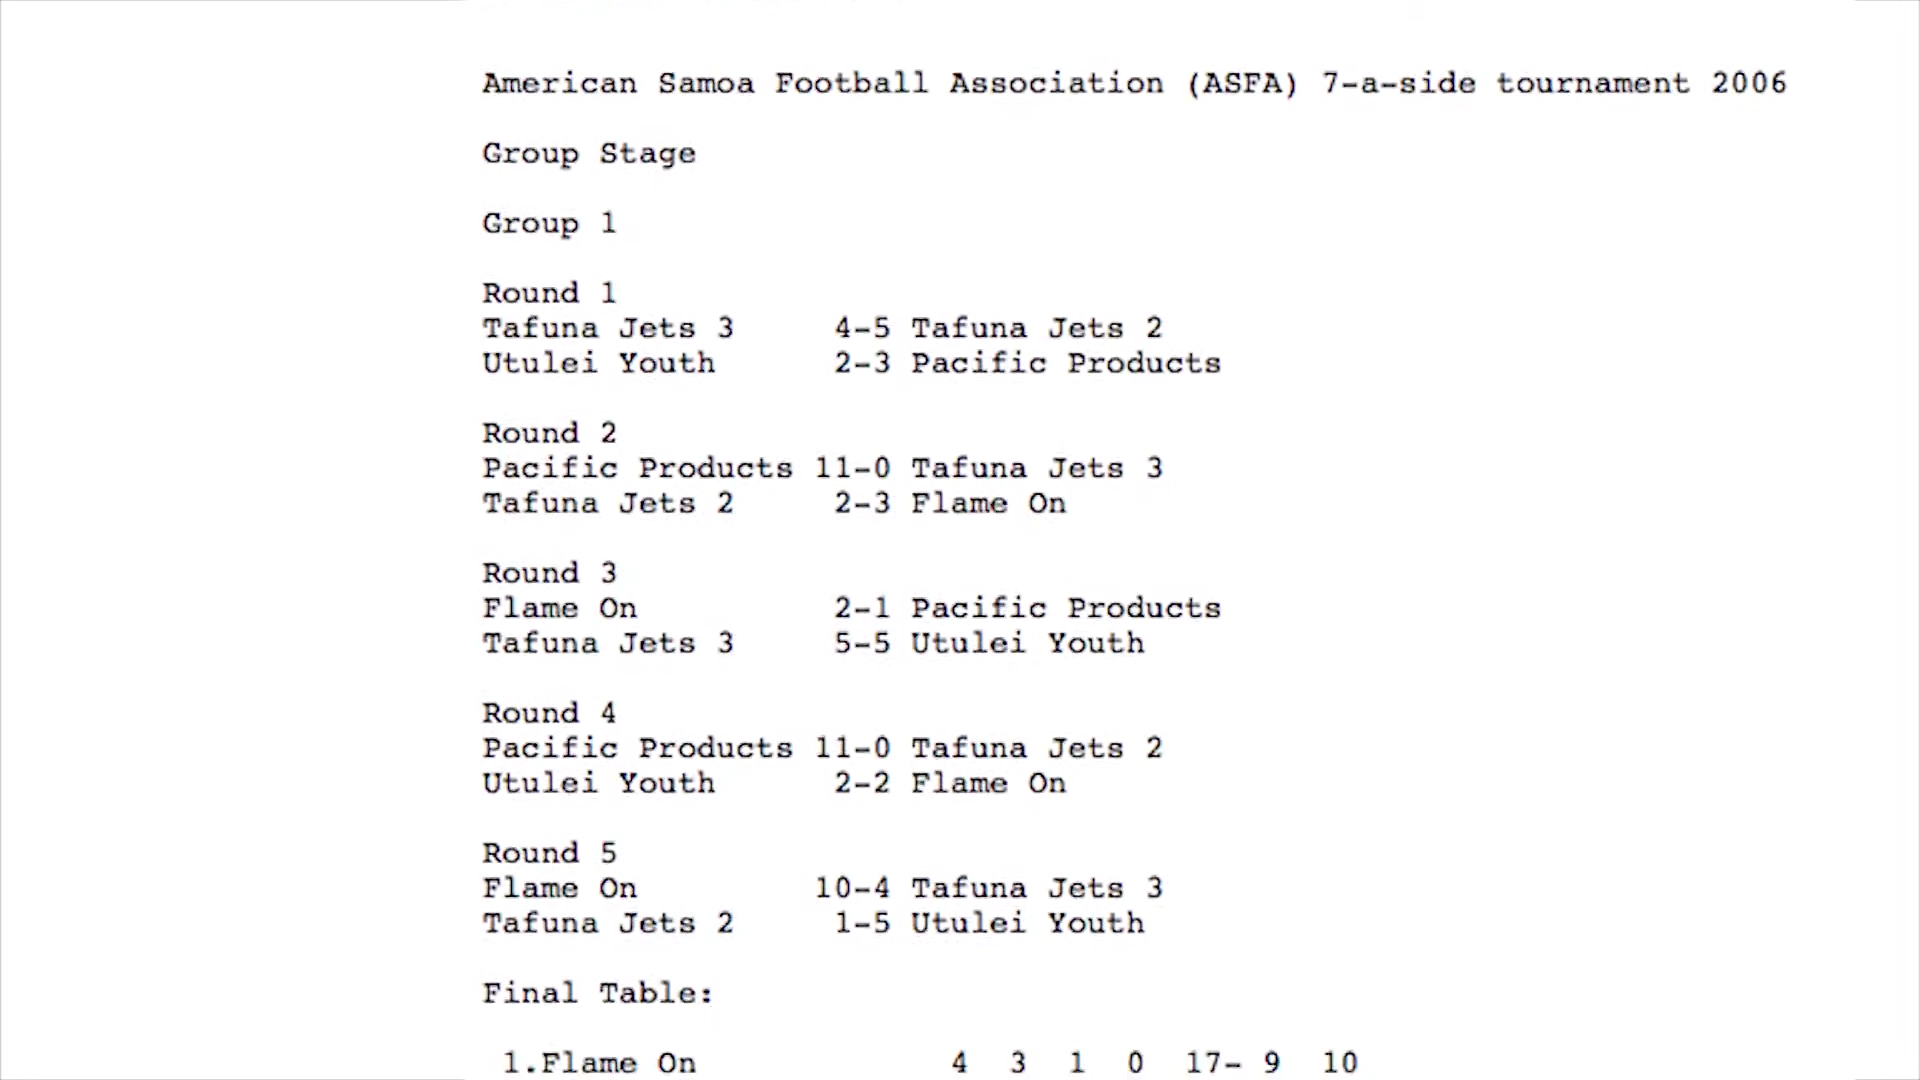 American Samoa Football Association (ASFA) 7-a-side tournament 2006
Group Stage
Group 1
Round 1
Tafuna Jets 3 4-5 Tafuna Jets 2
Utulei Youth 2-3 Pacific Products
Round 2
Pacific Products 11-0 Tafuna Jets 3
Tafuna Jets 2 2-3 Flame On
Round 3
Flame On 2-1 Pacific Products
Tafuna Jets 3 5-5 Utulei Youth
Round 4
Pacific Products 11-0 Tafuna Jets 2
Utulei Youth 2-2 Flame On
Round 5
Flame On 10-4 Tafuna Jets 3
Tafuna Jets 2 1-5 Utulei Youth
Final Table:
1.Flame On 4 3 1 0 17- 9 10